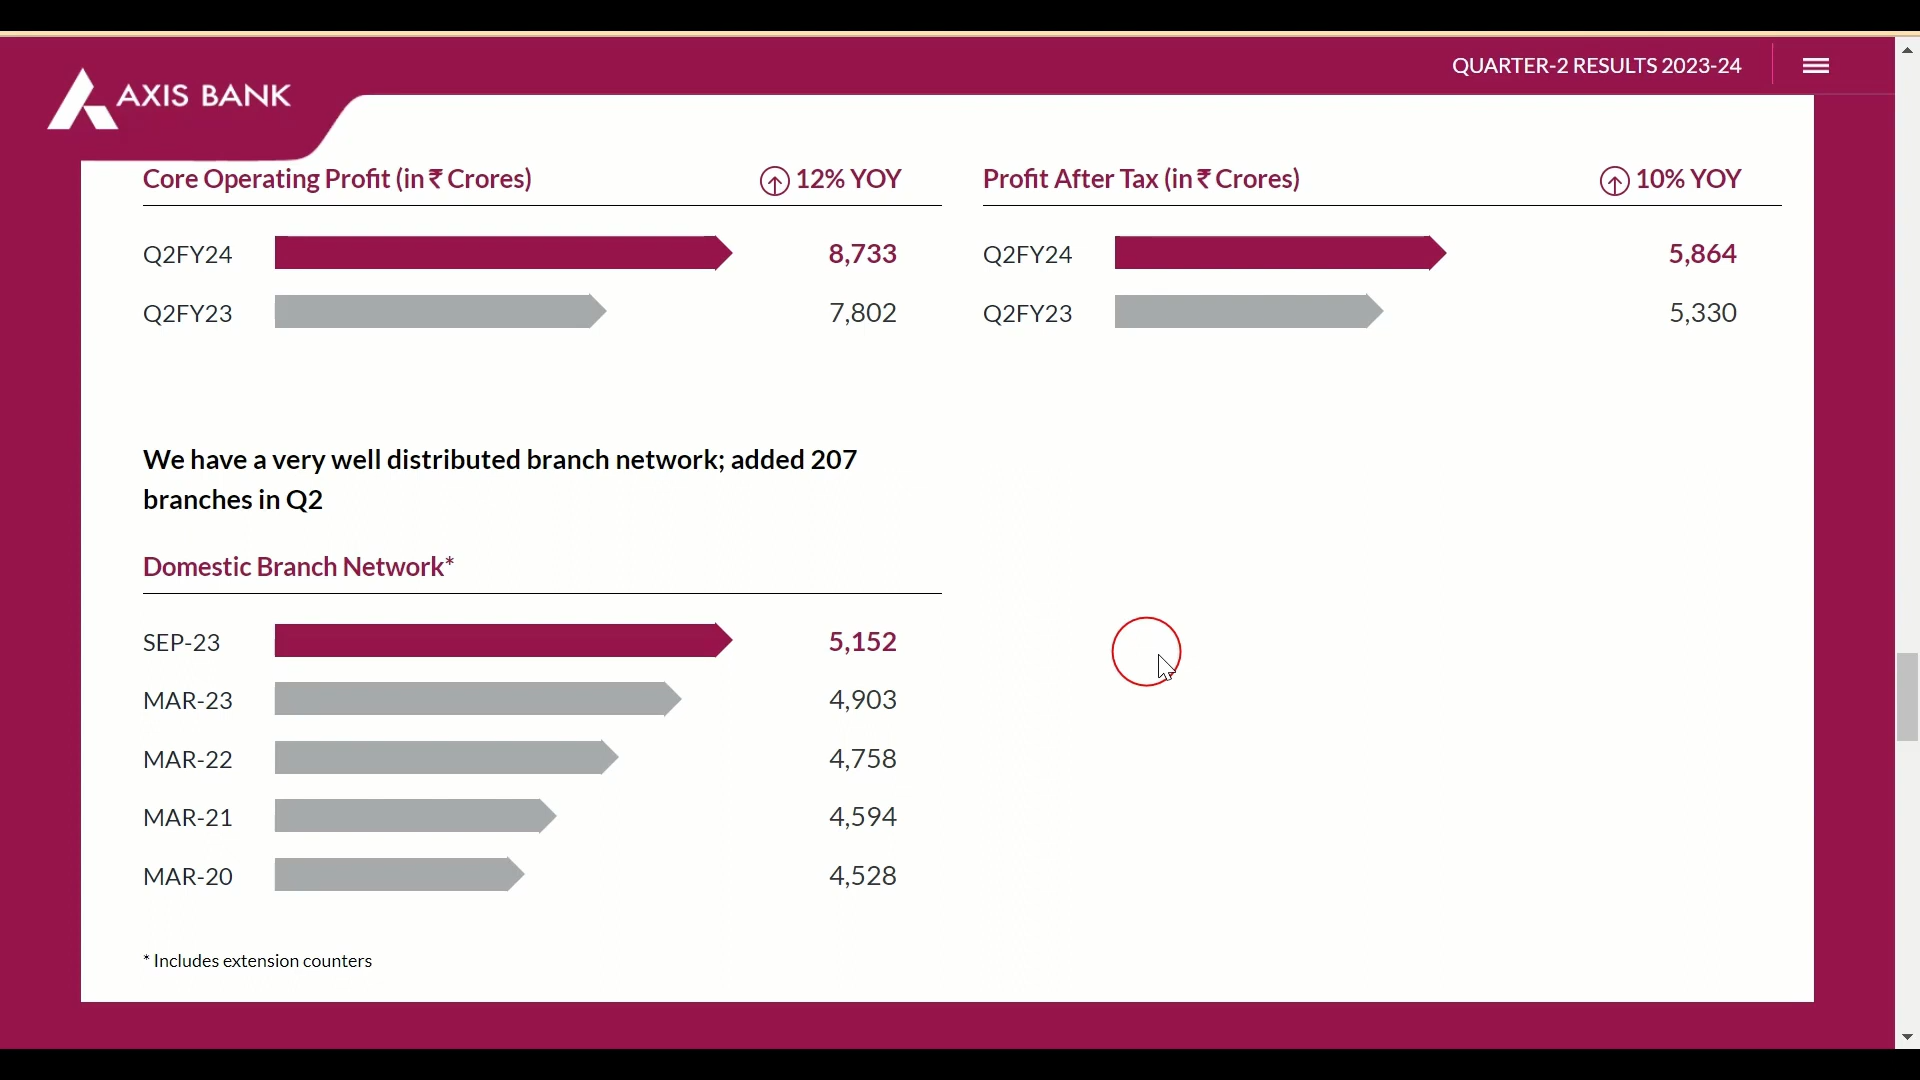 QUARTER-2 RESULTS 2023-24
AXIS BANK
Core Operating Profit (in ₹ Crores) 12% YOY
Q2FY24 8,733
Q2FY23 7,802
Profit After Tax (in ₹ Crores) 10% YOY
Q2FY24 5,864
Q2FY23 5,330
We have a very well distributed branch network; added 207
branches in Q2
Domestic Branch Network*
SEP-23 5,152
MAR-23 4,903
MAR-22 4,758
MAR-21 4,594
MAR-20 4,528
* Includes extension counters